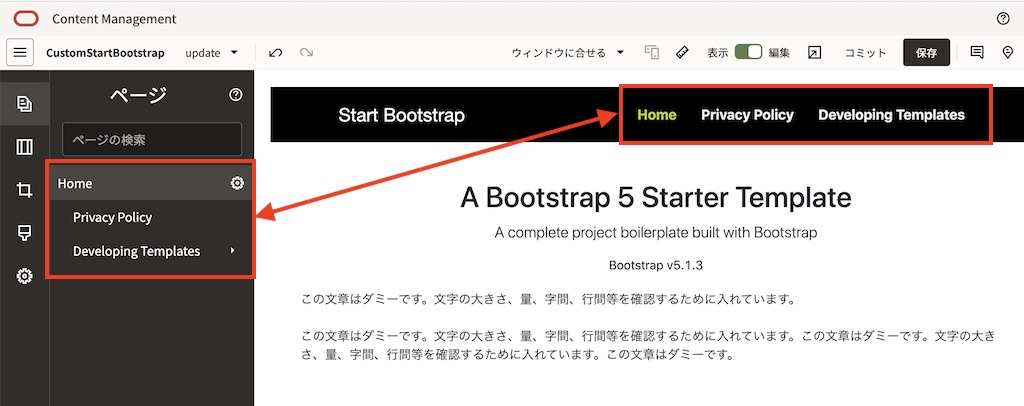 Content Management
CustomStartBootstrap update ウィンドウに合せる 表示 編集 コミット 保存
ページ
ページの検索
Home
Privacy Policy
Developing Templates
Start Bootstrap Home Privacy Policy Developing Templates
A Bootstrap 5 Starter Template
A complete project boilerplate built with Bootstrap
Bootstrap v5.1.3
この文章はダミーです。文字の大きさ、量、字間、行間等を確認するために入れています。
この文章はダミーです。文字の大きさ、量、字間、行間等を確認するために入れています。この文章はダミーです。文字の大き
さ、量、字間、行間等を確認するために入れています。この文章はダミーです。